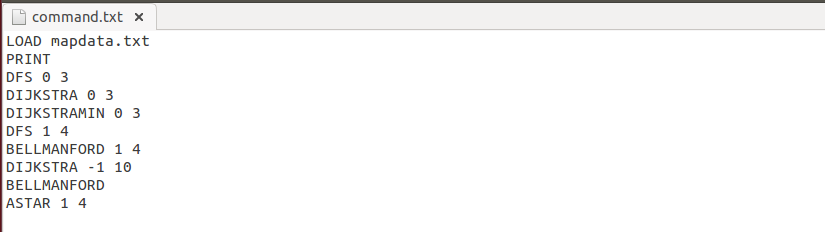 command.txt ×
LOAD mapdata.txt
PRINT
DFS 0 3
DIJKSTRA 0 3
DIJKSTRAMIN 0 3
DFS 1 4
BELLMANFORD 1 4
DIJKSTRA -1 10
BELLMANFORD
ASTAR 1 4